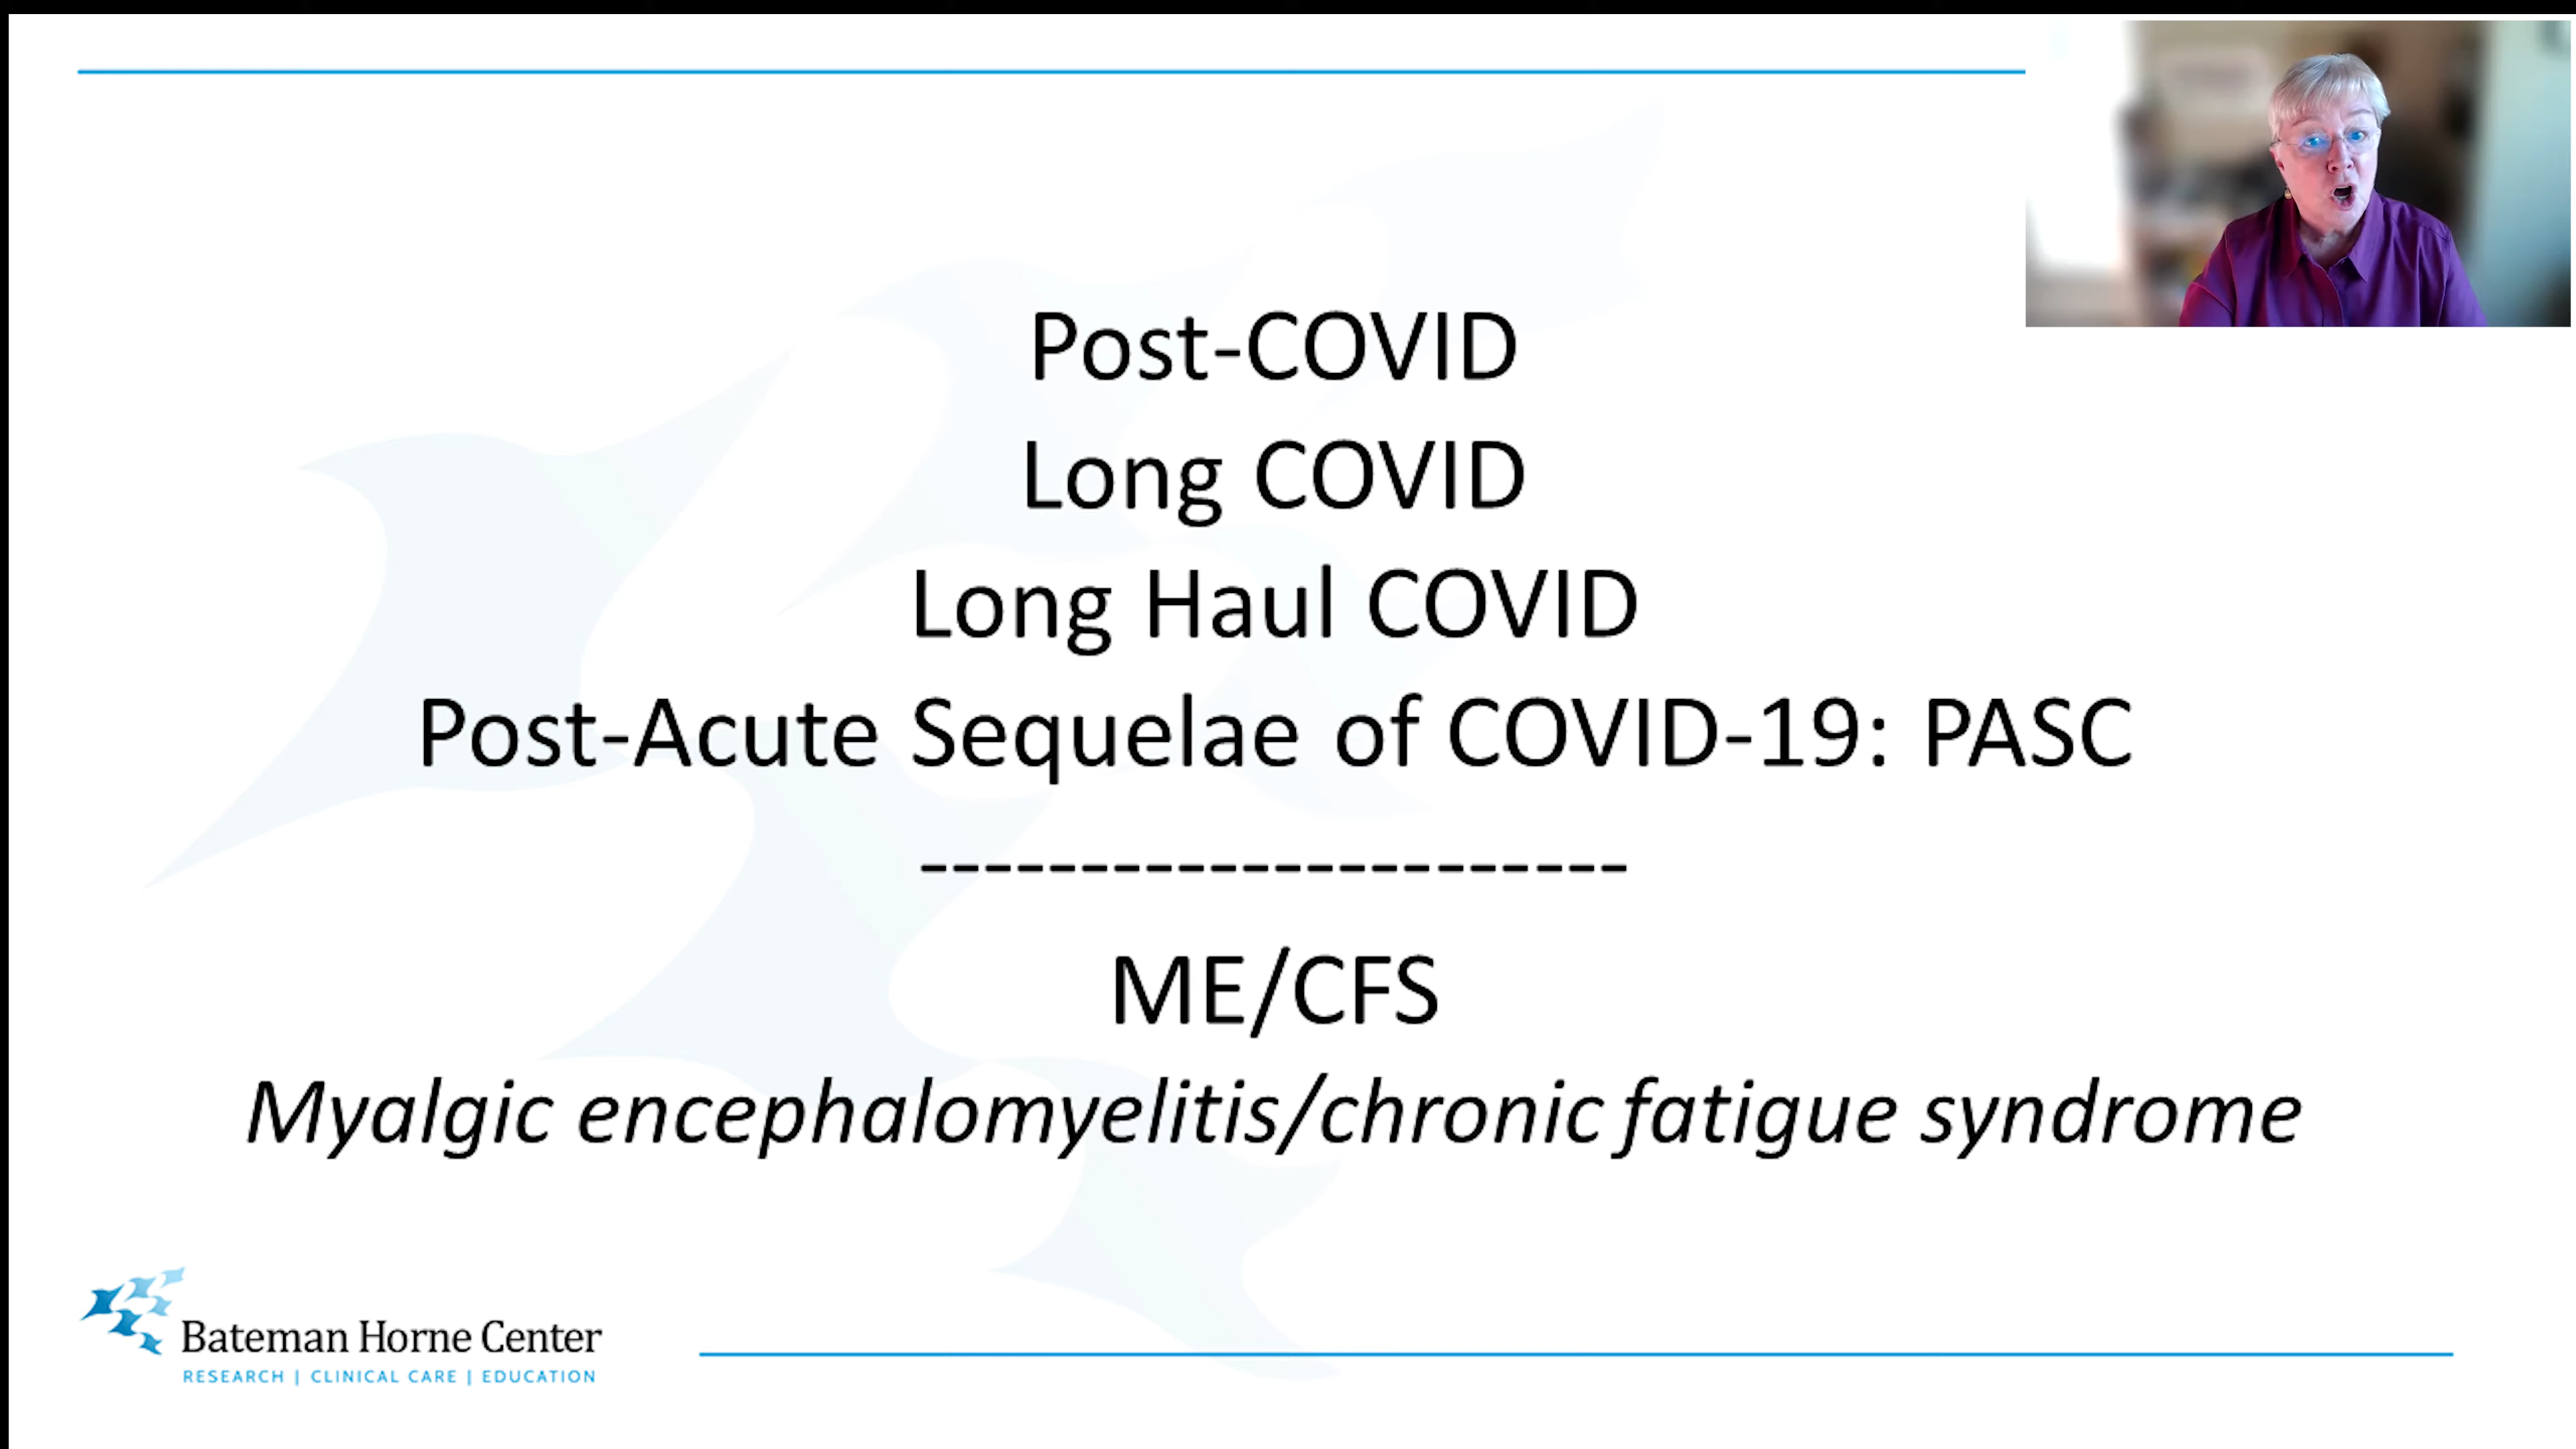 Post-COVID
Long COVID
Long Haul COVID
Post-Acute Sequelae of COVID-19: PASC
-----------------------
ME/CFS
Myalgic encephalomyelitis/chronic fatigue syndrome
Bateman Horne Center
RESEARCH | CLINICAL CARE | EDUCATION